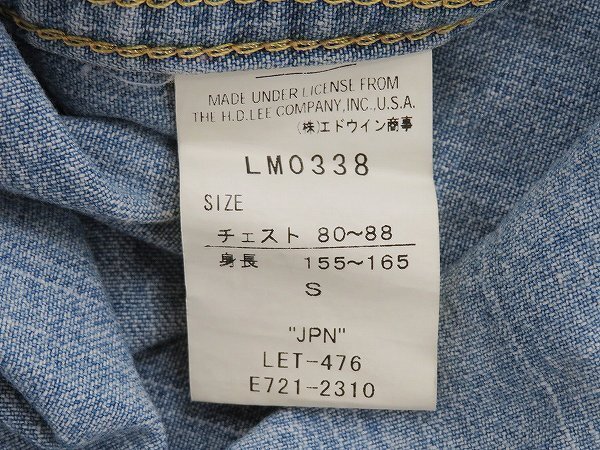 MADE UNDER LICENSE FROM
THE H.D.LEE COMPANY,INC.,U.S.A.
(株)エドウイン商事
LM0338
SIZE
チェスト 80〜88
身長 155〜165
S
"JPN"
LET-476
E721-2310